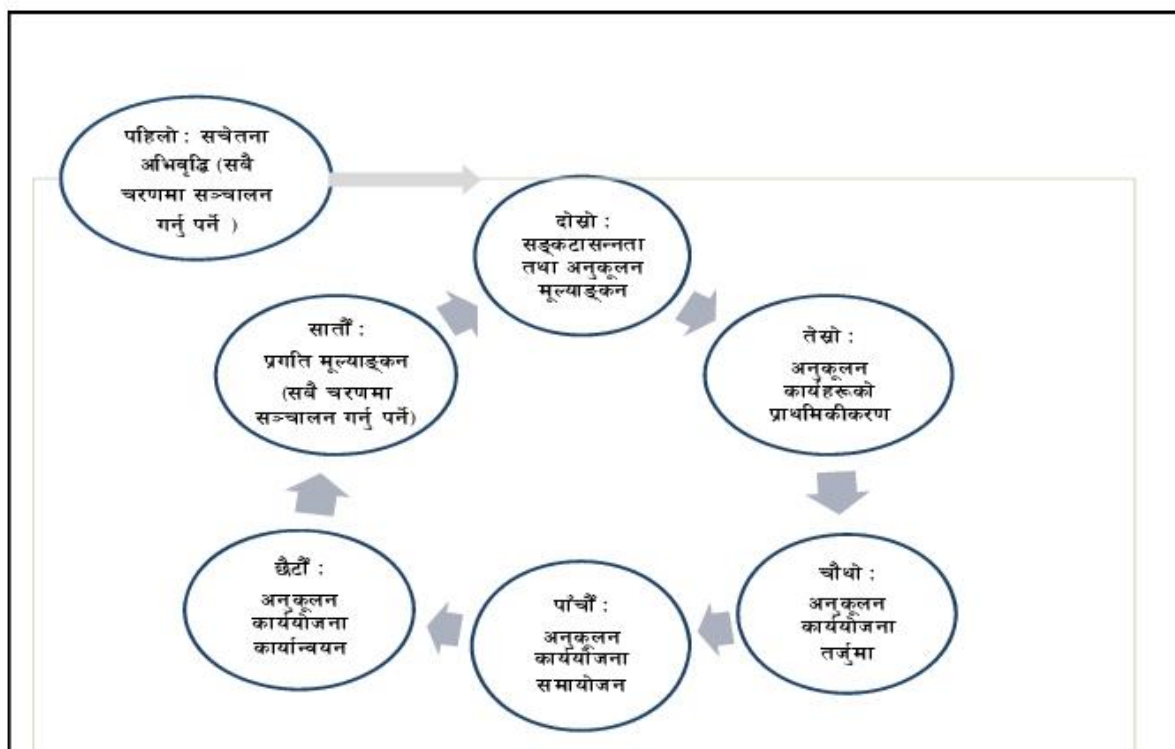 पहिलो : सचेतना
अभिवृद्धि (सबै
चरणमा सञ्चालन
गर्नु पर्ने )
दोस्रो :
सङ्कटासन्नता
तथा अनुकूलन
मूल्याङ्कन
तेस्रो :
अनुकूलन
कार्यहरूको
प्राथमिकीकरण
चौथो :
अनुकूलन
कार्ययोजना
तर्जुमा
पाँचौं :
अनुकूलन
कार्ययोजना
समायोजन
छैटौं :
अनुकूलन
कार्ययोजना
कार्यान्वयन
सातौं :
प्रगति मूल्याङ्कन
(सबै चरणमा
सञ्चालन गर्नु पर्ने)